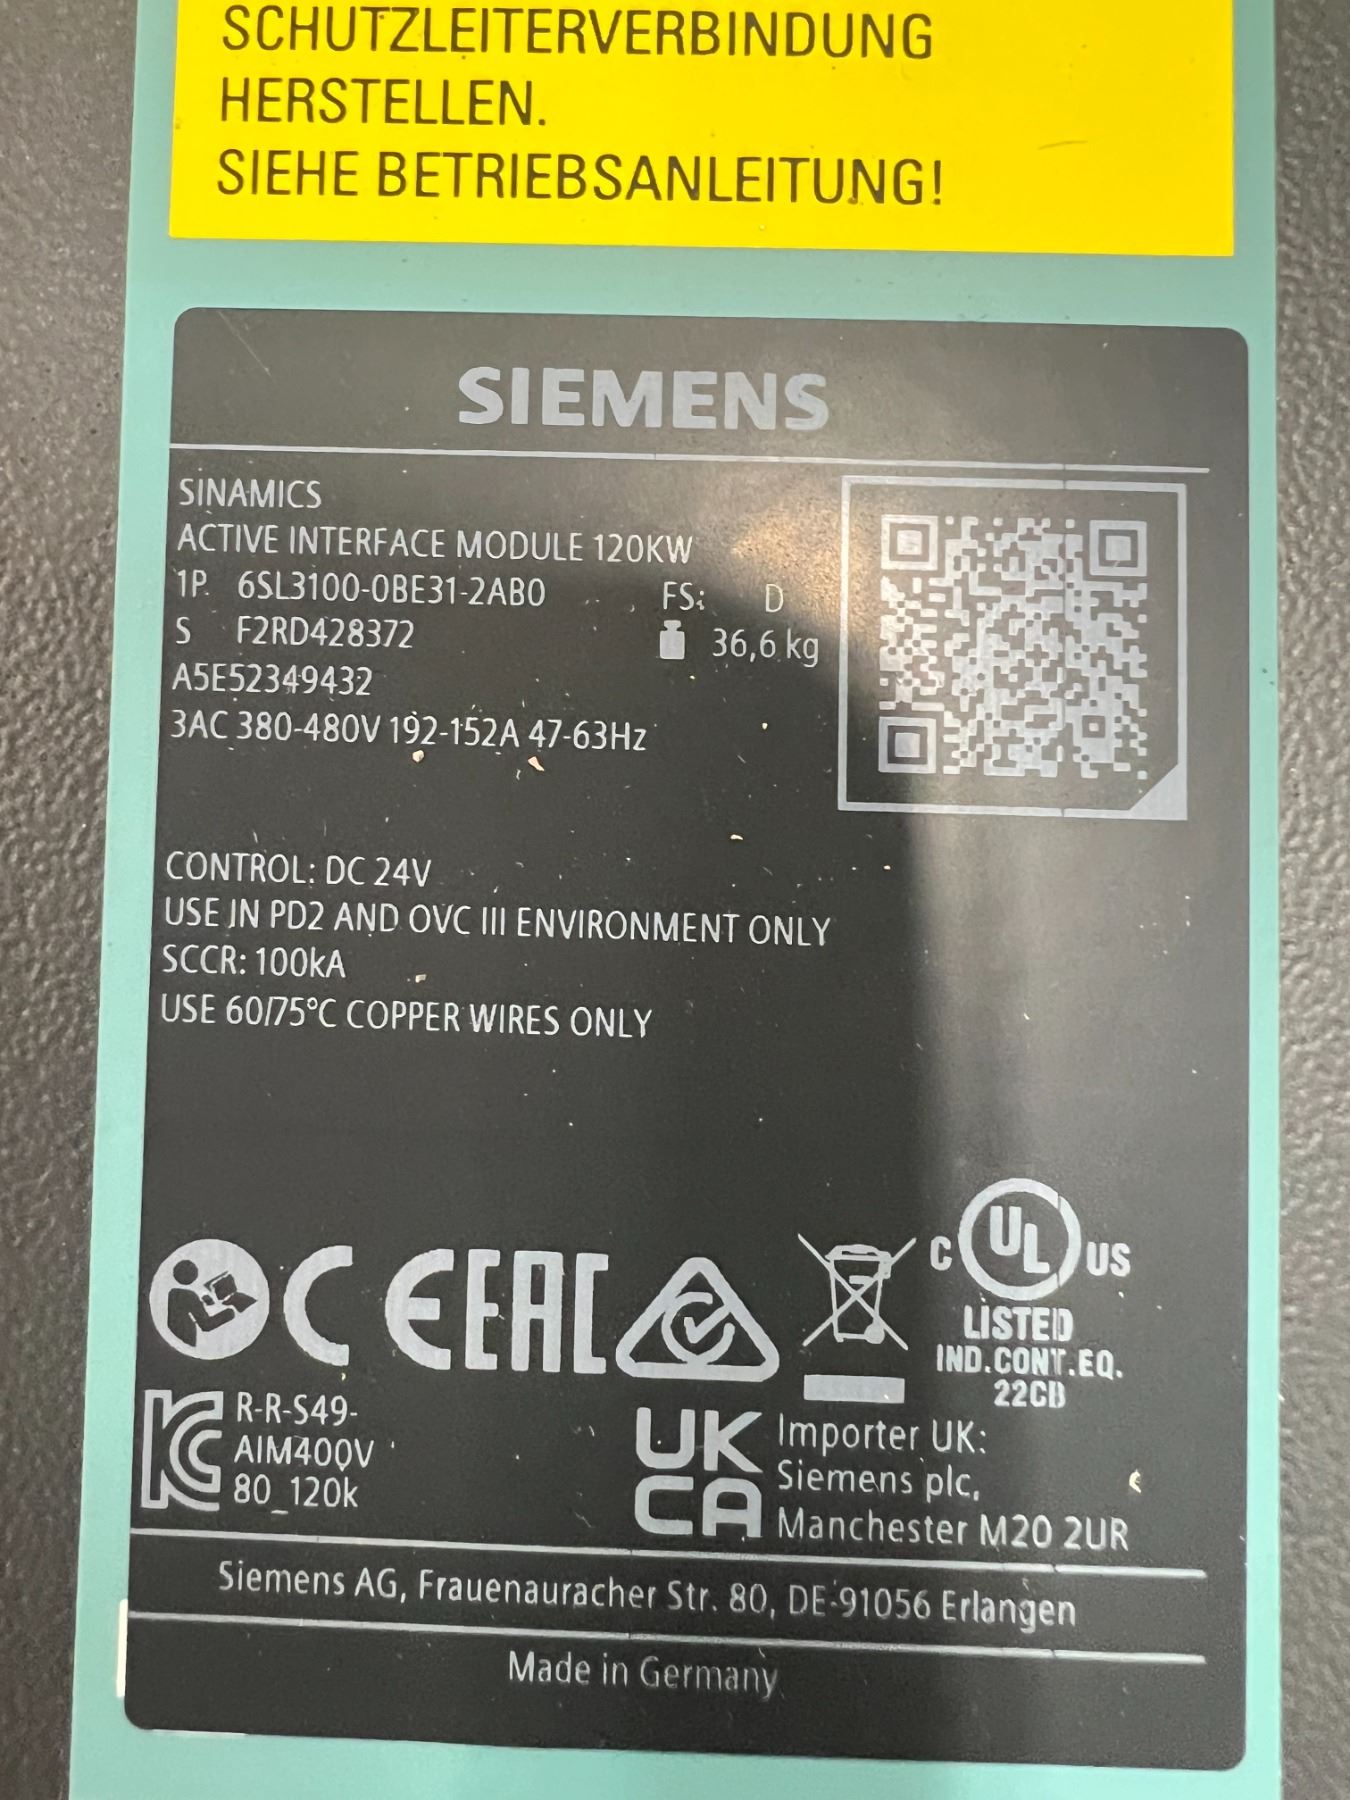 SCHUTZLEITERVERBINDUNG
HERSTELLEN.
SIEHE BETRIEBSANLEITUNG!
SIEMENS
SINAMICS
ACTIVE INTERFACE MODULE 120KW
1P. 6SL3100-0BE31-2AB0 FS: D
S F2RD428372 36,6 kg
A5E52349432
3AC 380-480V 192-152A 47-63Hz
CONTROL: DC 24V
USE IN PD2 AND OVC III ENVIRONMENT ONLY
SCCR: 100kA
USE 60/75°C COPPER WIRES ONLY
CE EAC C UL US
LISTED
IND.CONT.EQ.
22CB
R-R-S49-
AIM400V
80_120k
UK
CA
Importer UK:
Siemens plc,
Manchester M20 2UR
Siemens AG, Frauenauracher Str. 80, DE-91056 Erlangen
Made in Germany